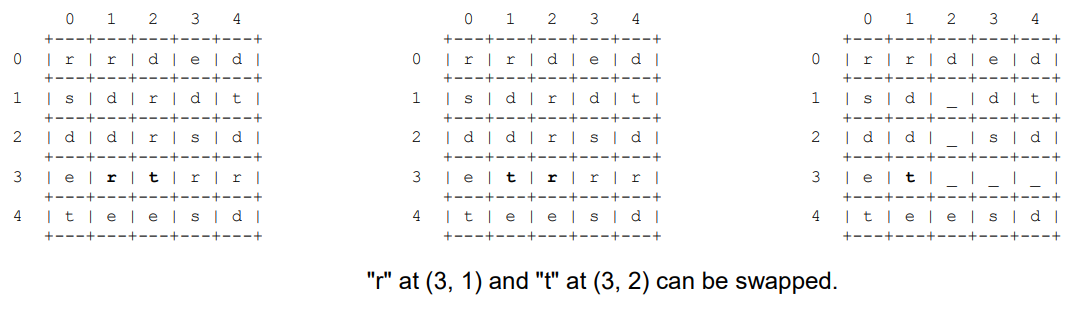 0   1   2   3   4                 0   1   2   3   4                 0   1   2   3   4
  +---+---+---+---+---+             +---+---+---+---+---+             +---+---+---+---+---+
0 | r | r | d | e | d |           0 | r | r | d | e | d |           0 | r | r | d | e | d |
  +---+---+---+---+---+             +---+---+---+---+---+             +---+---+---+---+---+
1 | s | d | r | d | t |           1 | s | d | r | d | t |           1 | s | d | _ | d | t |
  +---+---+---+---+---+             +---+---+---+---+---+             +---+---+---+---+---+
2 | d | d | r | s | d |           2 | d | d | r | s | d |           2 | d | d | _ | s | d |
  +---+---+---+---+---+             +---+---+---+---+---+             +---+---+---+---+---+
3 | e | r | t | r | r |           3 | e | t | r | r | r |           3 | e | t | _ | _ | _ |
  +---+---+---+---+---+             +---+---+---+---+---+             +---+---+---+---+---+
4 | t | e | e | s | d |           4 | t | e | e | s | d |           4 | t | e | e | s | d |
  +---+---+---+---+---+             +---+---+---+---+---+             +---+---+---+---+---+
"r" at (3, 1) and "t" at (3, 2) can be swapped.